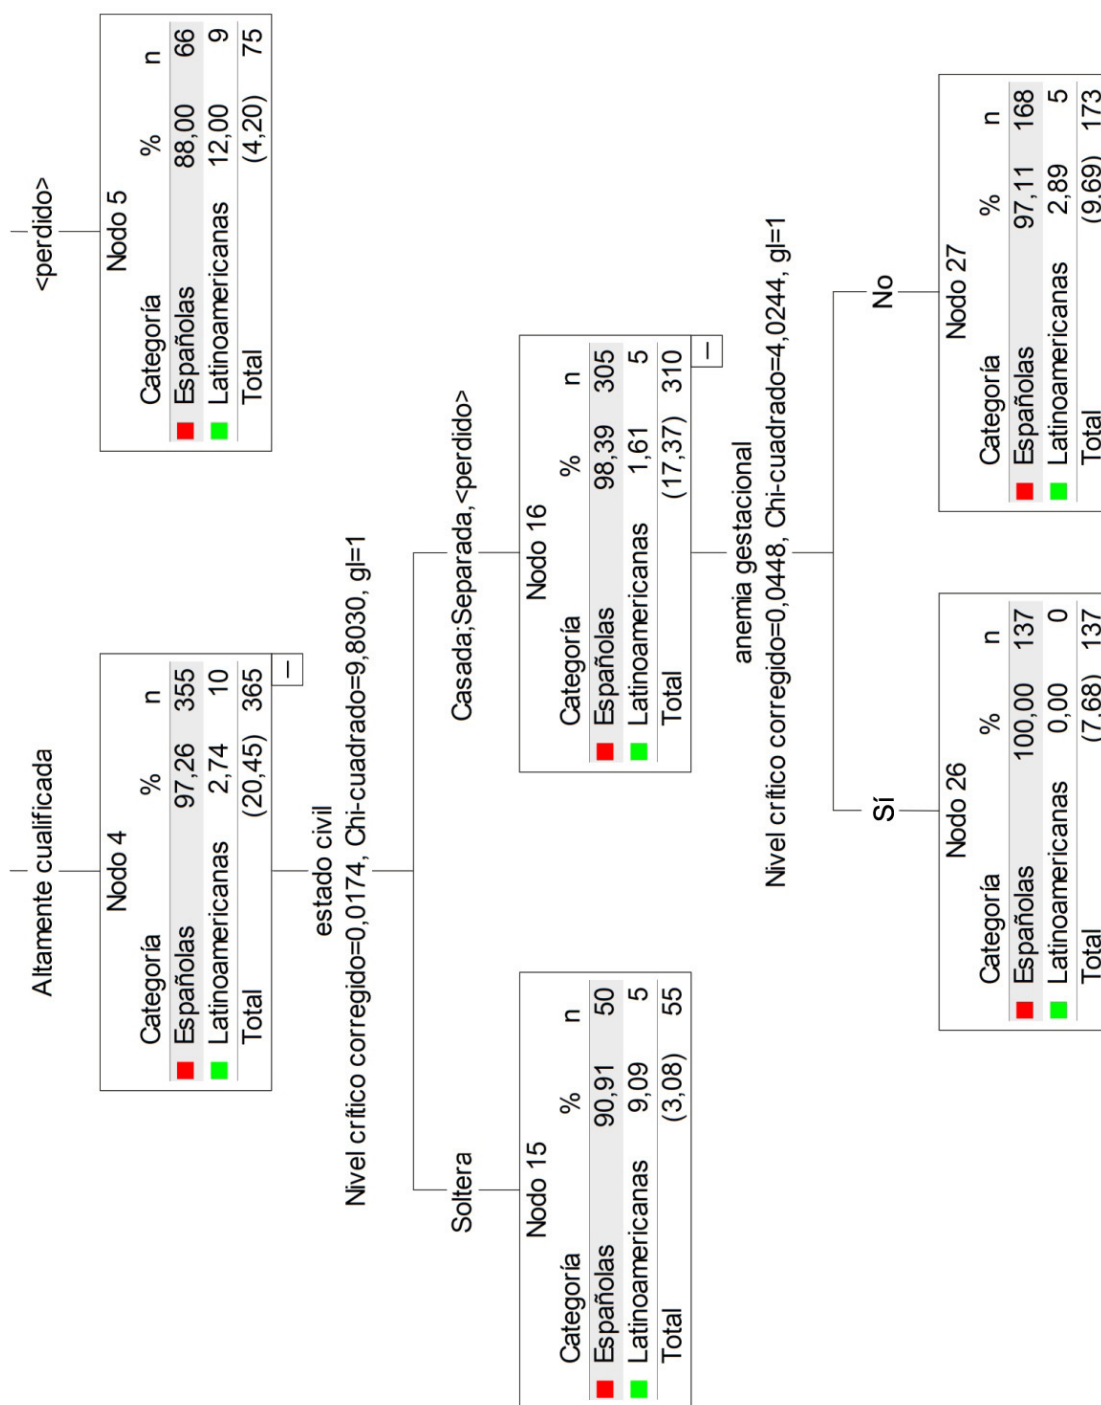 Altamente cualificada
Nodo 4
Categoría % n
Españolas 97,26 355
Latinoamericanas 2,74 10
Total (20,45) 365
<perdido>
Nodo 5
Categoría % n
Españolas 88,00 66
Latinoamericanas 12,00 9
Total (4,20) 75
estado civil
Nivel crítico corregido=0,0174, Chi-cuadrado=9,8030, gl=1
Soltera
Nodo 15
Categoría % n
Españolas 90,91 50
Latinoamericanas 9,09 5
Total (3,08) 55
Casada;Separada,<perdido>
Nodo 16
Categoría % n
Españolas 98,39 305
Latinoamericanas 1,61 5
Total (17,37) 310
anemia gestacional
Nivel crítico corregido=0,0448, Chi-cuadrado=4,0244, gl=1
Sí
Nodo 26
Categoría % n
Españolas 100,00 137
Latinoamericanas 0,00 0
Total (7,68) 137
No
Nodo 27
Categoría % n
Españolas 97,11 168
Latinoamericanas 2,89 5
Total (9,69) 173